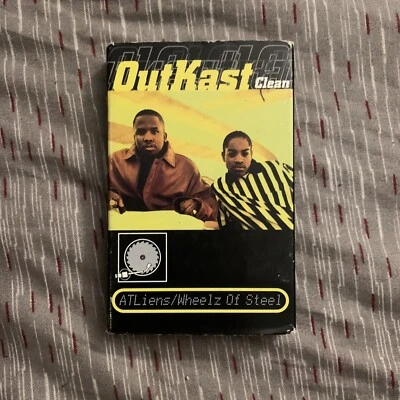 OutKast
Clean
ATLiens/Wheelz Of Steel